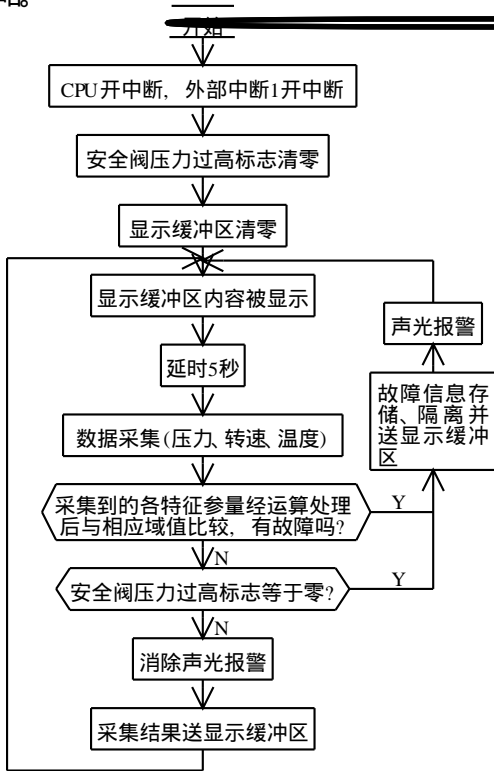 开始
CPU开中断, 外部中断1开中断
安全阀压力过高标志清零
显示缓冲区清零
显示缓冲区内容被显示
声光报警
延时5秒
故障信息存
储、隔离并
送显示缓冲
区
数据采集(压力、转速、温度)
采集到的各特征参量经运算处理
后与相应域值比较, 有故障吗?
Y
N
安全阀压力过高标志等于零?
Y
N
消除声光报警
采集结果送显示缓冲区